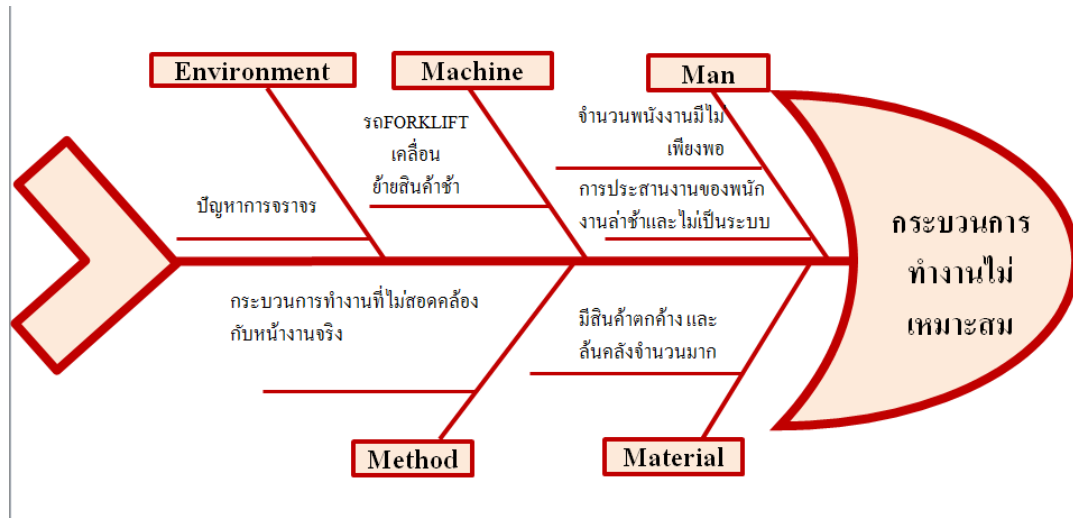 Environment
Machine
Man
รถFORKLIFT
เคลื่อน
ย้ายสินค้าช้า
จำนวนพนังงานมีไม่
เพียงพอ
ปัญหาการจราจร
การประสานงานของพนัก
งานล่าช้าและไม่เป็นระบบ
กระบวนการ
ทำงานไม่
เหมาะสม
กระบวนการทำงานที่ไม่สอดคล้อง
กับหน้างานจริง
มีสินค้าตกค้าง และ
ล้นคลังจำนวนมาก
Method
Material